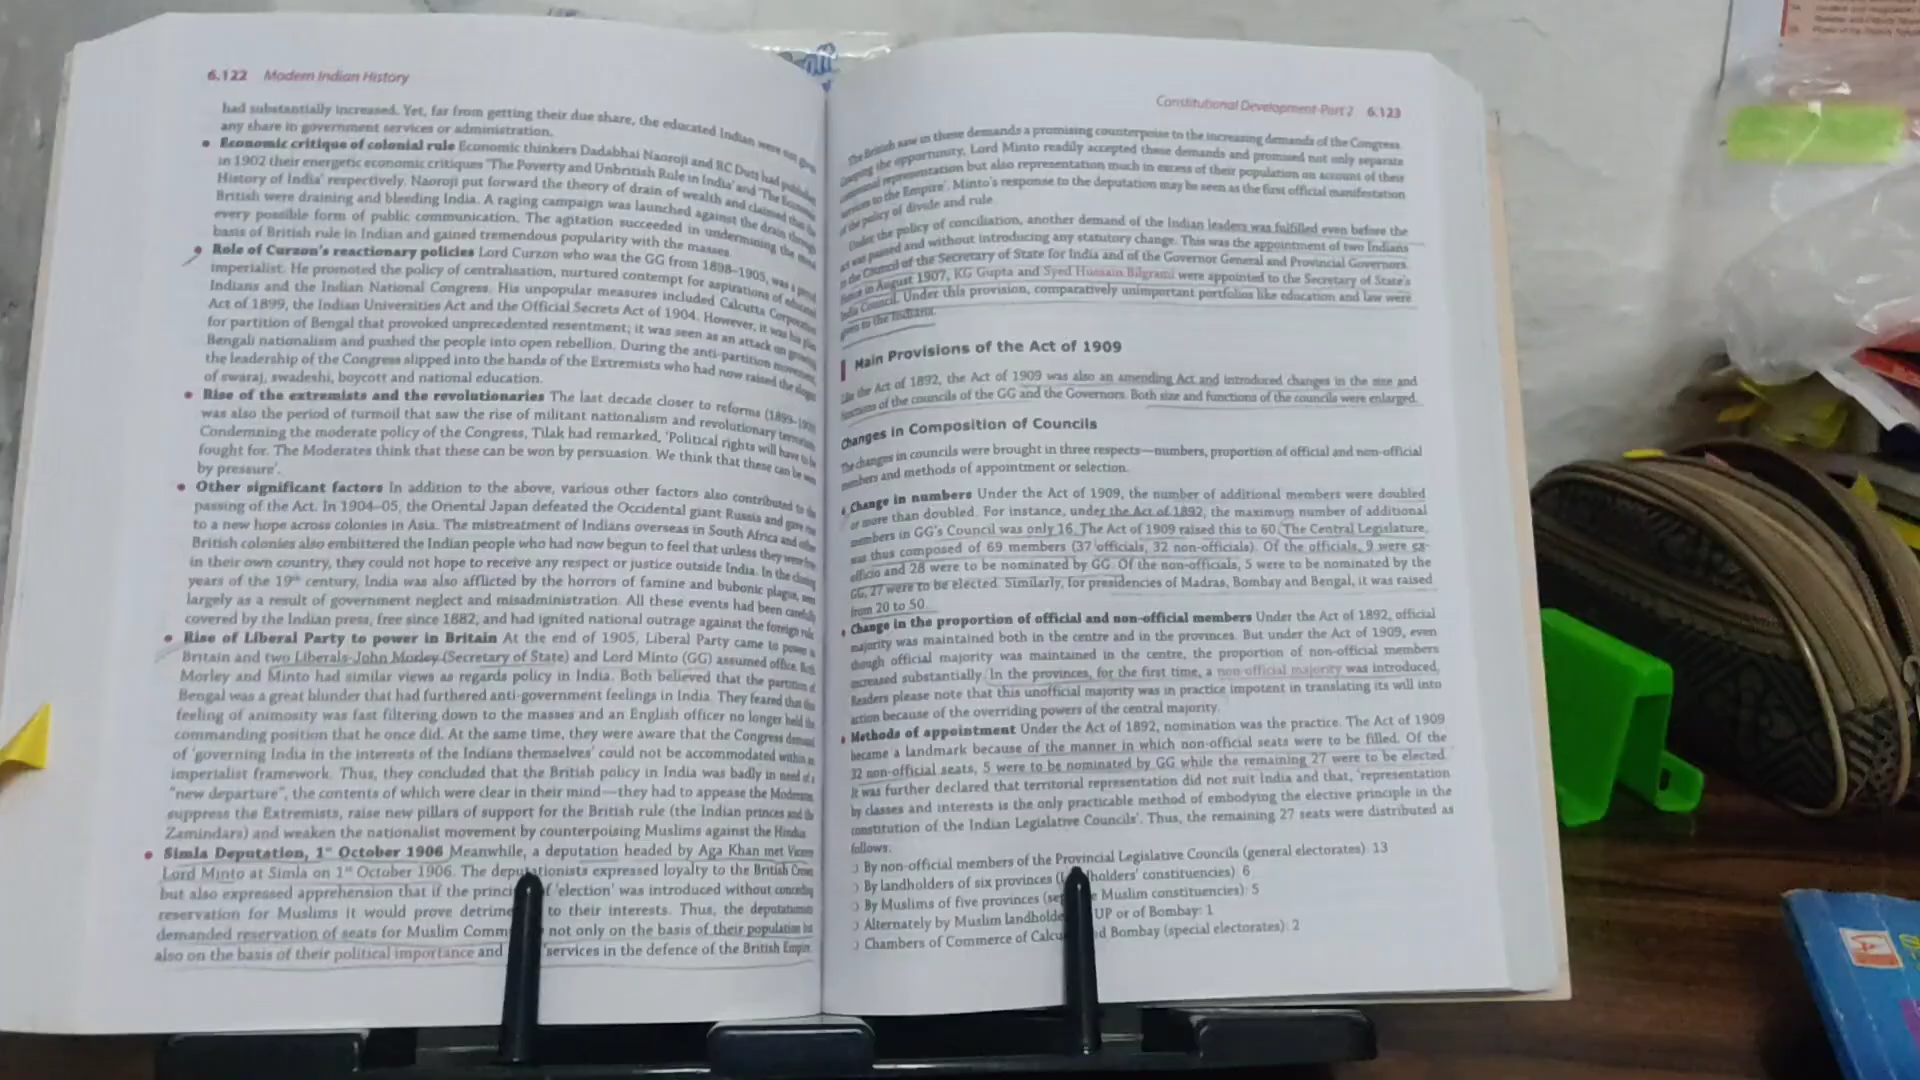 6.122 Modern Indian History
had substantially increased. Yet, far from getting their due share, the educated Indian were not
any share in government services or administration.
• Economic critique of colonial rule Economic thinkers Dadabhai Naoroji and RC Dutt had published
in 1902 their energetic economic critiques 'The Poverty and Unbritish Rule in India' and 'The Economic
History of India' respectively. Naoroji put forward the theory of drain of wealth and claimed that the
British were draining and bleeding India. A raging campaign was launched against the drain through
every possible form of public communication. The agitation succeeded in undermining the moral
basis of British rule in Indian and gained tremendous popularity with the masses.
• Role of Curzon's reactionary policies Lord Curzon who was the GG from 1898–1905, was a
imperialist. He promoted the policy of centralisation, nurtured contempt for aspirations of educated
Indians and the Indian National Congress. His unpopular measures included Calcutta Corporation
Act of 1899, the Indian Universities Act and the Official Secrets Act of 1904. However, it was his plan
for partition of Bengal that provoked unprecedented resentment; it was seen as an attack on growing
Bengali nationalism and pushed the people into open rebellion. During the anti-partition movement,
the leadership of the Congress slipped into the hands of the Extremists who had now raised the slogan
of swaraj, swadeshi, boycott and national education.
• Rise of the extremists and the revolutionaries The last decade closer to reforms (1899–1909)
was also the period of turmoil that saw the rise of militant nationalism and revolutionary terrorism.
Condemning the moderate policy of the Congress, Tilak had remarked, 'Political rights will have to be
fought for. The Moderates think that these can be won by persuasion. We think that these can be won
by pressure'.
• Other significant factors In addition to the above, various other factors also contributed to the
passing of the Act. In 1904–05, the Oriental Japan defeated the Occidental giant Russia and gave rise
to a new hope across colonies in Asia. The mistreatment of Indians overseas in South Africa and other
British colonies also embittered the Indian people who had now begun to feel that unless they were free
in their own country, they could not hope to receive any respect or justice outside India. In the closing
years of the 19th century, India was also afflicted by the horrors of famine and bubonic plague, seen
largely as a result of government neglect and misadministration. All these events had been carefully
covered by the Indian press, free since 1882, and had ignited national outrage against the foreign rule.
• Rise of Liberal Party to power in Britain At the end of 1905, Liberal Party came to power in
Britain and two Liberals-John Morley (Secretary of State) and Lord Minto (GG) assumed office. Both
Morley and Minto had similar views as regards policy in India. Both believed that the partition of
Bengal was a great blunder that had furthered anti-government feelings in India. They feared that the
feeling of animosity was fast filtering down to the masses and an English officer no longer held the
commanding position that he once did. At the same time, they were aware that the Congress demand
of 'governing India in the interests of the Indians themselves' could not be accommodated within an
imperialist framework. Thus, they concluded that the British policy in India was badly in need of a
"new departure", the contents of which were clear in their mind—they had to appease the Moderates,
suppress the Extremists, raise new pillars of support for the British rule (the Indian princes and the
Zamindars) and weaken the nationalist movement by counterpoising Muslims against the Hindus.
• Simla Deputation, 1st October 1906 Meanwhile, a deputation headed by Aga Khan met Viceroy
Lord Minto at Simla on 1st October 1906. The deputationists expressed loyalty to the British Crown
but also expressed apprehension that if the princi of 'election' was introduced without conceding
reservation for Muslims it would prove detrime to their interests. Thus, the deputationists
demanded reservation of seats for Muslim Comm not only on the basis of their population but
also on the basis of their political importance and 'services in the defence of the British Empire
Constitutional Development-Part 2 6.123
The British saw in these demands a promising counterpoise to the increasing demands of the Congress.
Grasping the opportunity, Lord Minto readily accepted these demands and promised not only separate
communal representation but also representation much in excess of their population on account of their
services to the Empire'. Minto's response to the deputation may be seen as the first official manifestation
of the policy of divide and rule.
Under the policy of conciliation, another demand of the Indian leaders was fulfilled even before the
act was passed and without introducing any statutory change. This was the appointment of two Indians
in the Council of the Secretary of State for India and of the Governor General and Provincial Governors.
Hence in August 1907, KG Gupta and Syed Hussain Bilgrami were appointed to the Secretary of State's
India Council. Under this provision, comparatively unimportant portfolios like education and law were
given to the Indians.
Main Provisions of the Act of 1909
Like the Act of 1892, the Act of 1909 was also an amending Act and introduced changes in the size and
functions of the councils of the GG and the Governors. Both size and functions of the councils were enlarged.
Changes in Composition of Councils
The changes in councils were brought in three respects—numbers, proportion of official and non-official
members and methods of appointment or selection.
• Change in numbers Under the Act of 1909, the number of additional members were doubled
or more than doubled. For instance, under the Act of 1892, the maximum number of additional
members in GG's Council was only 16. The Act of 1909 raised this to 60. The Central Legislature,
was thus composed of 69 members (37 officials, 32 non-officials). Of the officials, 9 were ex-
officio and 28 were to be nominated by GG. Of the non-officials, 5 were to be nominated by the
GG, 27 were to be elected. Similarly, for presidencies of Madras, Bombay and Bengal, it was raised
from 20 to 50.
• Change in the proportion of official and non-official members Under the Act of 1892, official
majority was maintained both in the centre and in the provinces. But under the Act of 1909, even
though official majority was maintained in the centre, the proportion of non-official members
increased substantially. In the provinces, for the first time, a non-official majority was introduced.
Readers please note that this unofficial majority was in practice impotent in translating its will into
action because of the overriding powers of the central majority.
• Methods of appointment Under the Act of 1892, nomination was the practice. The Act of 1909
became a landmark because of the manner in which non-official seats were to be filled. Of the
32 non-official seats, 5 were to be nominated by GG while the remaining 27 were to be elected.
It was further declared that territorial representation did not suit India and that, 'representation
by classes and interests is the only practicable method of embodying the elective principle in the
constitution of the Indian Legislative Councils'. Thus, the remaining 27 seats were distributed as
follows:
By non-official members of the Provincial Legislative Councils (general electorates): 13
By landholders of six provinces (l holders' constituencies): 6
By Muslims of five provinces (se e Muslim constituencies): 5
Alternately by Muslim landholde UP or of Bombay: 1
Chambers of Commerce of Calcu d Bombay (special electorates): 2